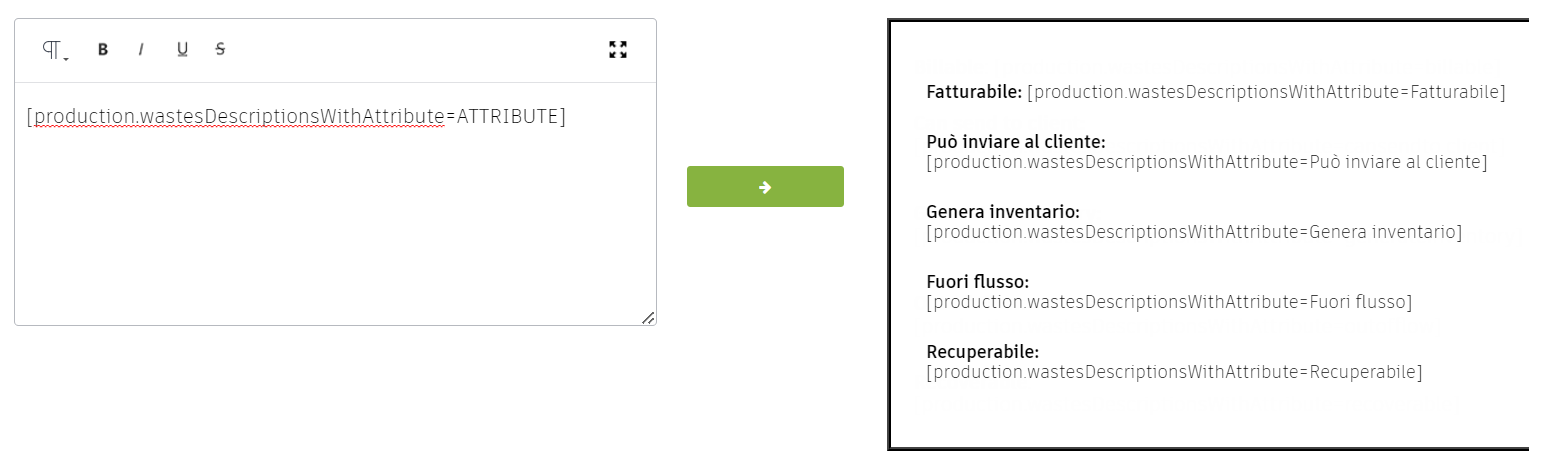 B I U S
[production.wastesDescriptionsWithAttribute=ATTRIBUTE]
Fatturabile: [production.wastesDescriptionsWithAttribute=Fatturabile]
Può inviare al cliente:
[production.wastesDescriptionsWithAttribute=Può inviare al cliente]
Genera inventario:
[production.wastesDescriptionsWithAttribute=Genera inventario]
Fuori flusso:
[production.wastesDescriptionsWithAttribute=Fuori flusso]
Recuperabile:
[production.wastesDescriptionsWithAttribute=Recuperabile]